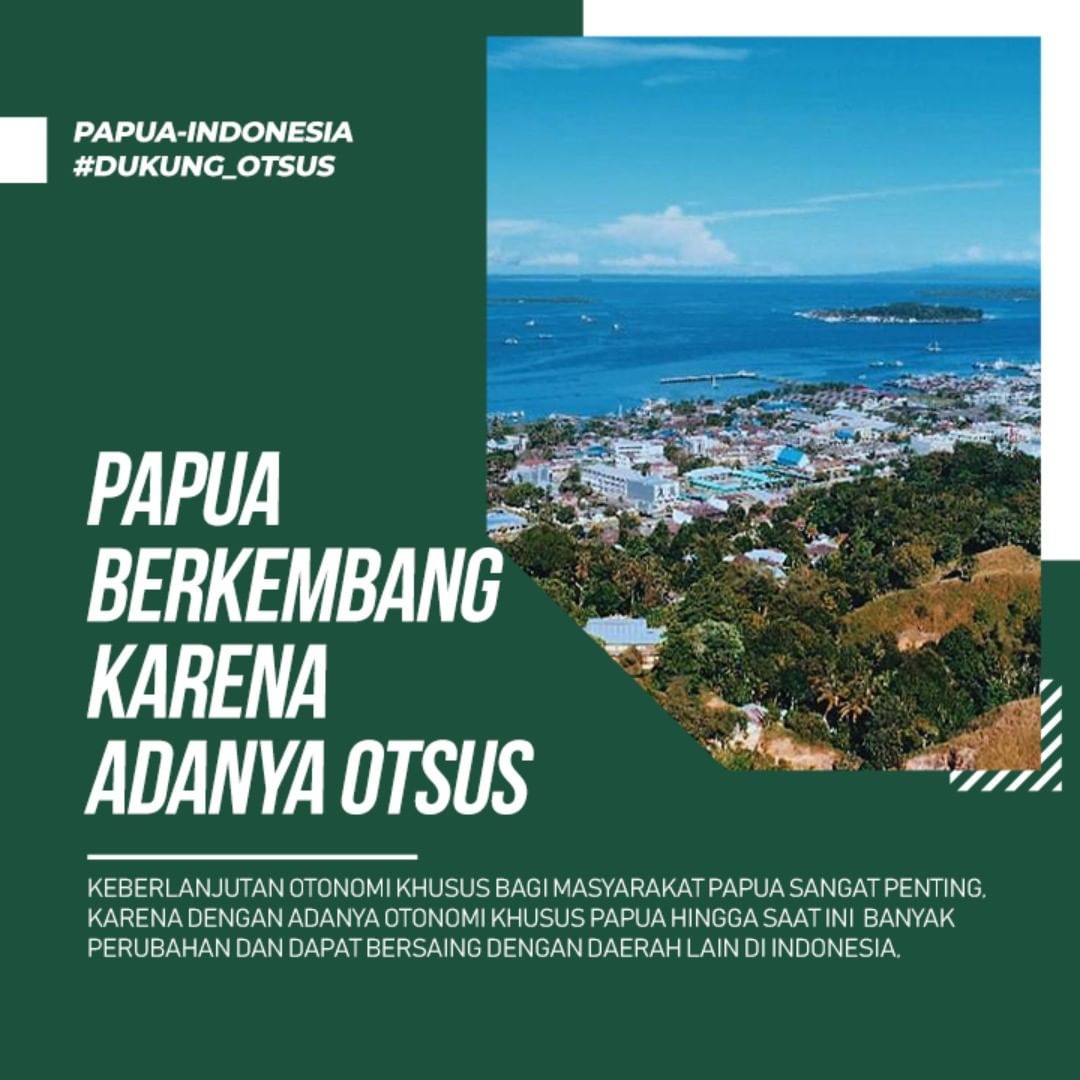 PAPUA-INDONESIA
#DUKUNG_OTSUS
PAPUA
BERKEMBANG
KARENA
ADANYA OTSUS
KEBERLANJUTAN OTONOMI KHUSUS BAGI MASYARAKAT PAPUA SANGAT PENTING,
KARENA DENGAN ADANYA OTONOMI KHUSUS PAPUA HINGGA SAAT INI BANYAK
PERUBAHAN DAN DAPAT BERSAING DENGAN DAERAH LAIN DI INDONESIA,